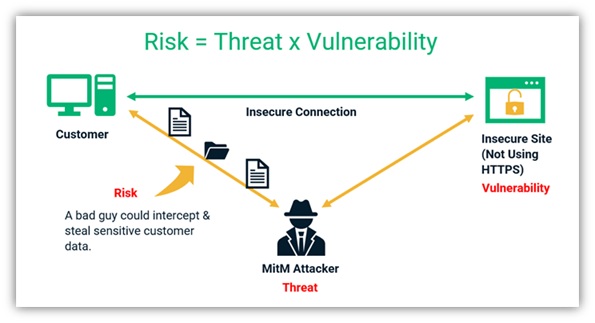 Risk = Threat x Vulnerability
Insecure Connection
Customer
Insecure Site
(Not Using
HTTPS)
Vulnerability
Risk
A bad guy could intercept &
steal sensitive customer
data.
MitM Attacker
Threat